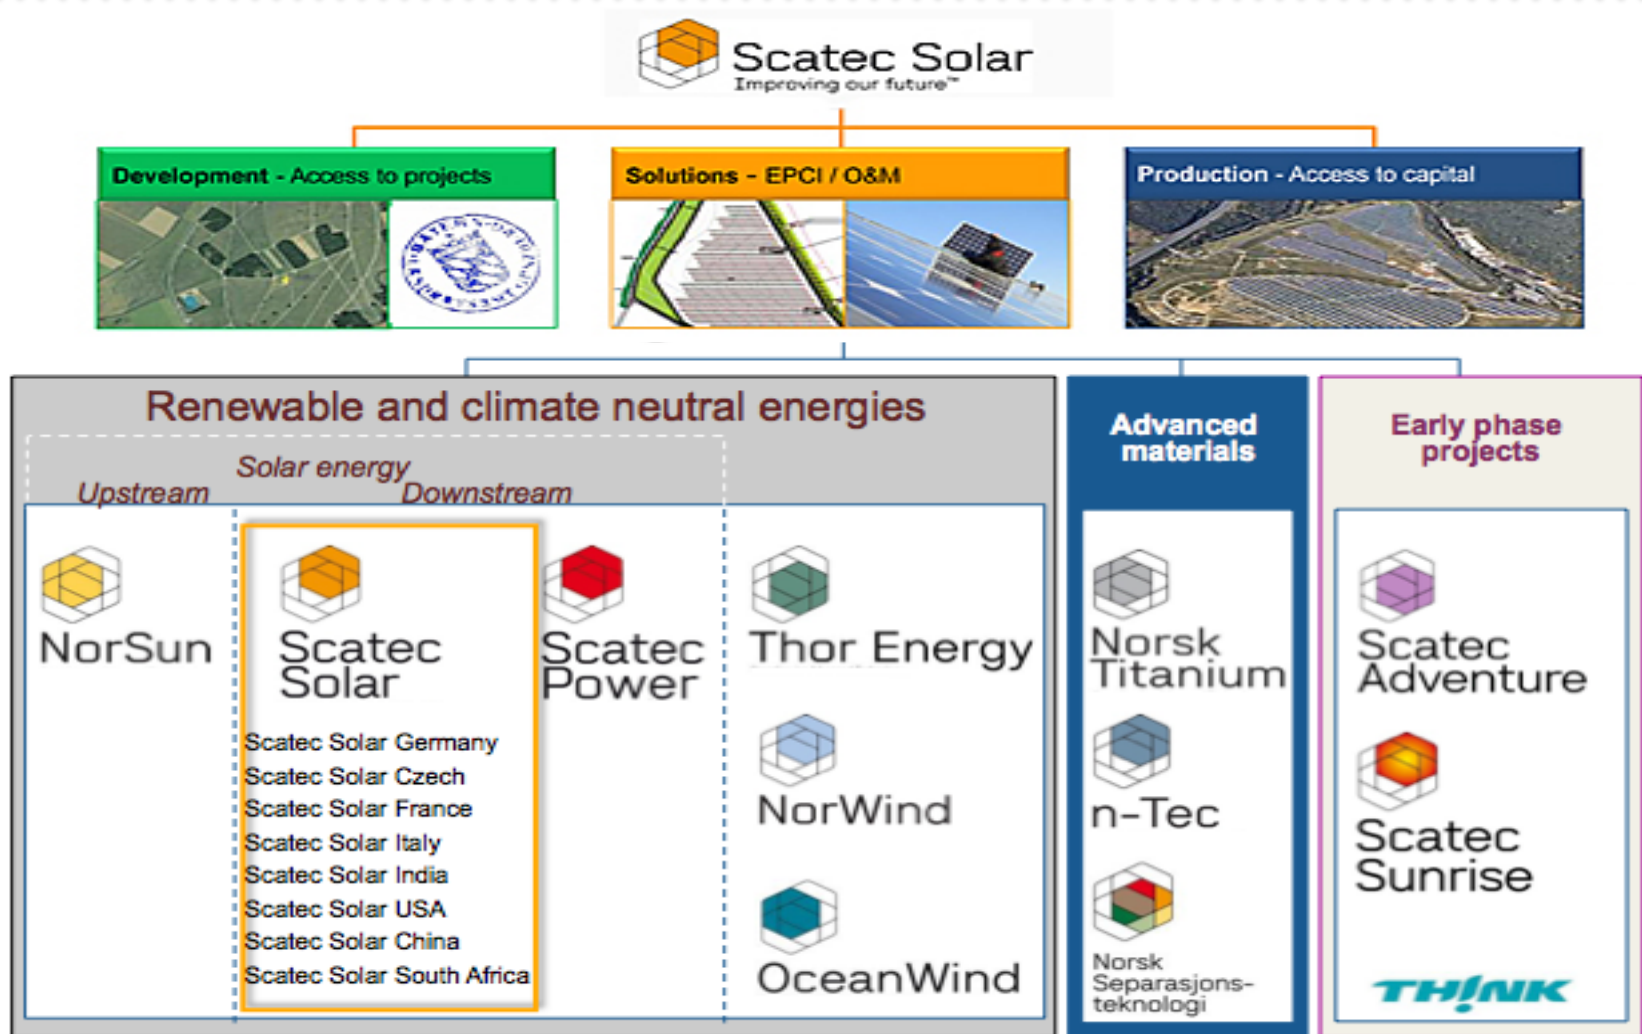 Scatec Solar
Improving our future™
Development - Access to projects
Solutions - EPCI / O&M
Production - Access to capital
Renewable and climate neutral energies
Solar energy
Upstream
Downstream
NorSun
Scatec
Solar
Scatec Solar Germany
Scatec Solar Czech
Scatec Solar France
Scatec Solar Italy
Scatec Solar India
Scatec Solar USA
Scatec Solar China
Scatec Solar South Africa
Scatec
Power
Thor Energy
NorWind
OceanWind
Advanced
materials
Norsk
Titanium
n-Tec
Norsk
Separasjons-
teknologi
Early phase
projects
Scatec
Adventure
Scatec
Sunrise
TH!NK